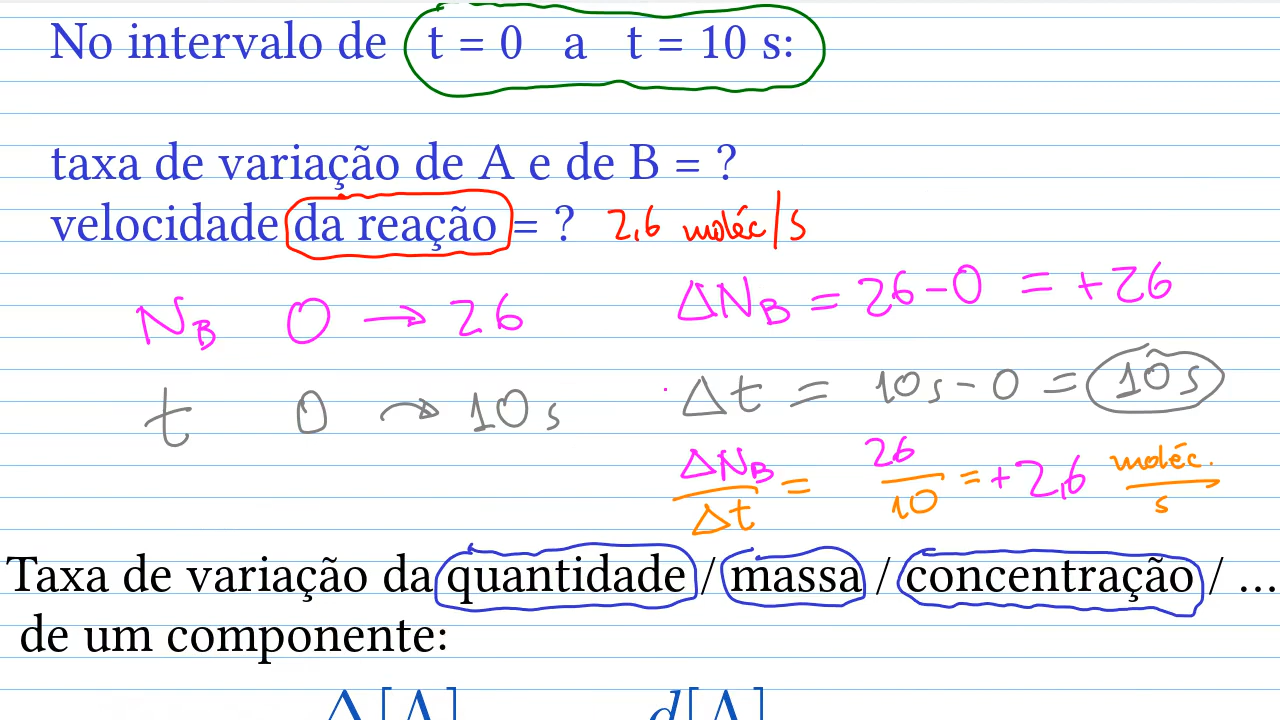 No intervalo de t = 0 a t = 10 s:
taxa de variação de A e de B = ?
velocidade da reação = ? 2,6 moléc/s
N_B 0 → 26 ΔN_B = 26 - 0 = +26
t 0 → 10 s Δt = 10s - 0 = 10 s
ΔN_B/Δt = 26/10 = +2,6 moléc./s
Taxa de variação da quantidade / massa / concentração / ...
de um componente:
Δ[A] d[A]